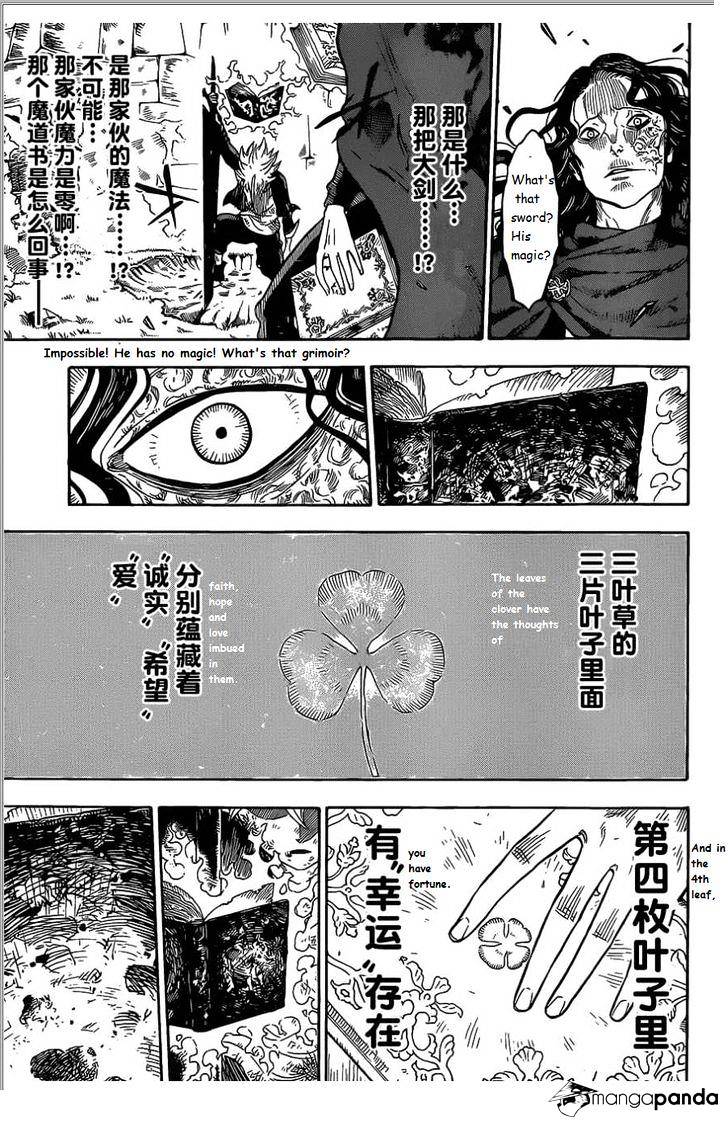 What's
that
sword?
His
magic?
那是什么…
那把大剑……!?
是那家伙的魔法……!?
不可能…
那家伙魔力是零啊…!?
那个魔道书是怎么回事——
Impossible! He has no magic! What's that grimoir?
三叶草的
三片叶子里面
The leaves
of the
clover have
the thoughts
of
分别蕴藏着
“诚实”“希望”
“爱”
faith,
hope
and
love
imbued
in
them.
And in
the
4th
leaf,
第四枚叶子里
you
have
fortune.
有“幸运”存在
mangapanda